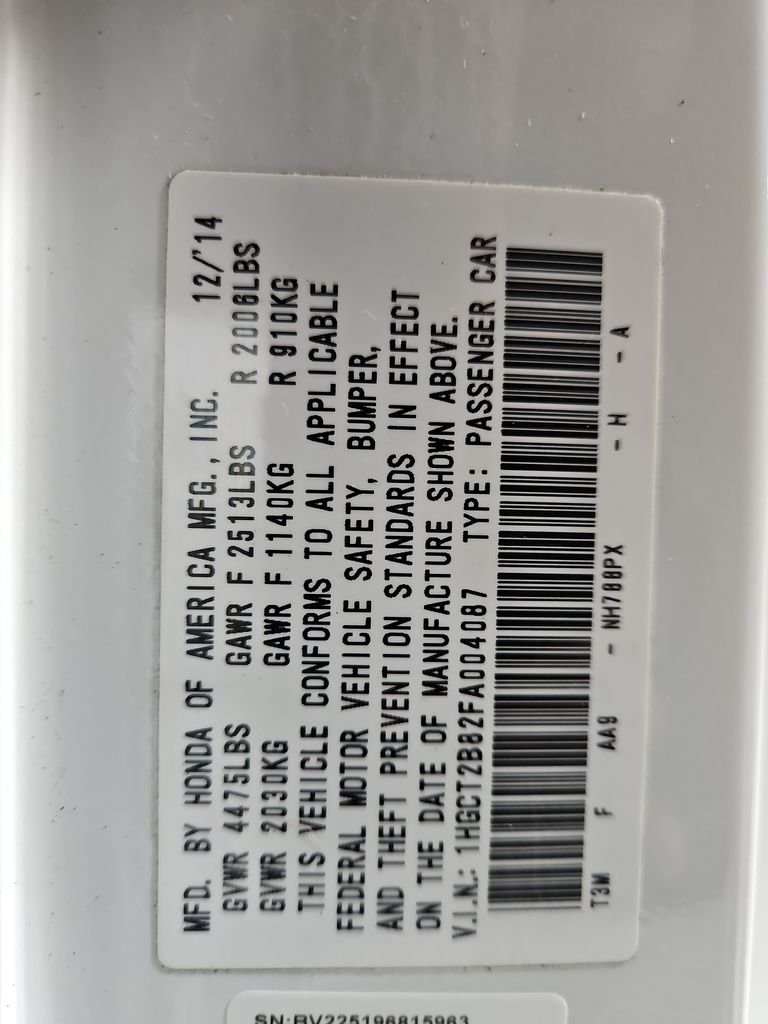 MFD. BY HONDA OF AMERICA MFG., INC. 12/'14
GVWR 4475LBS GAWR F 2513LBS R 2006LBS
GVWR 2030KG GAWR F 1140KG R 910KG
THIS VEHICLE CONFORMS TO ALL APPLICABLE
FEDERAL MOTOR VEHICLE SAFETY, BUMPER,
AND THEFT PREVENTION STANDARDS IN EFFECT
ON THE DATE OF MANUFACTURE SHOWN ABOVE.
V.I.N.: 1HGCT2B82FA004087 TYPE: PASSENGER CAR
T3M F AA9 - NH788PX - H - A
SN:BV225196815963